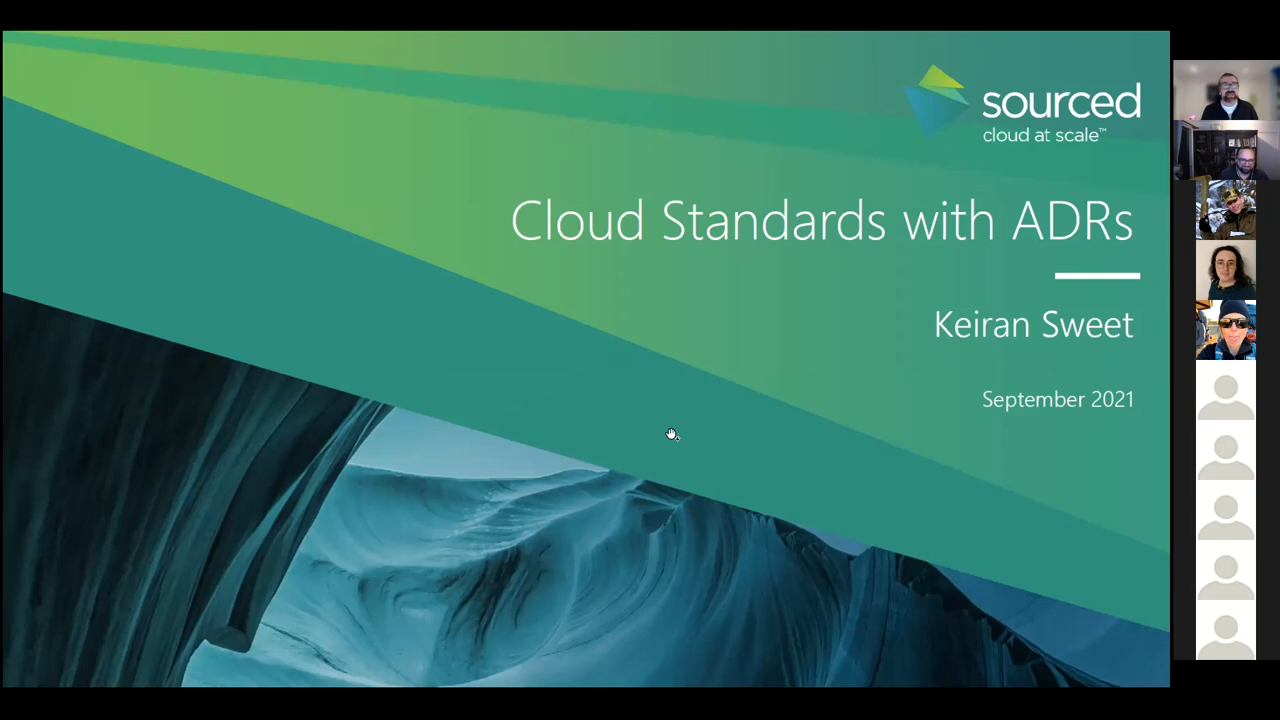 sourced
cloud at scale™
Cloud Standards with ADRs
Keiran Sweet
September 2021